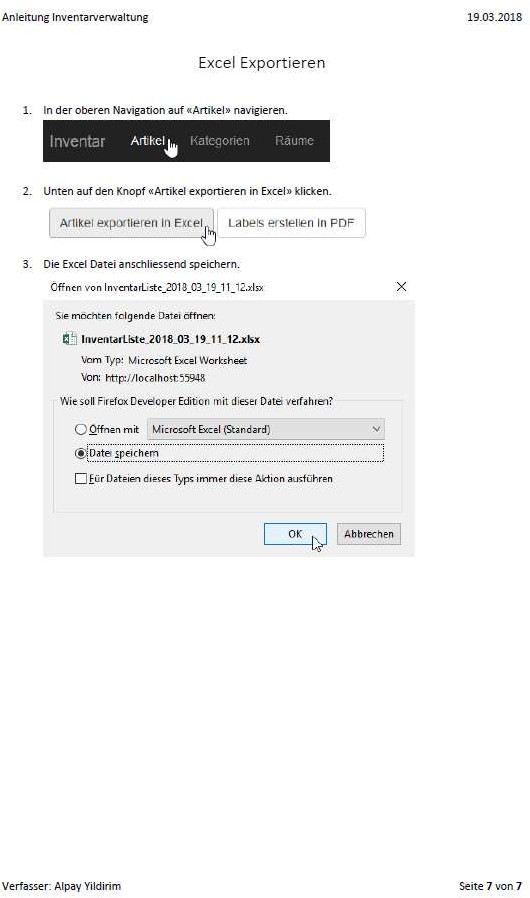 Anleitung Inventarverwaltung 19.03.2018
Excel Exportieren
1. In der oberen Navigation auf «Artikel» navigieren.
Inventar Artikel Kategorien Räume
2. Unten auf den Knopf «Artikel exportieren in Excel» klicken.
Artikel exportieren in Excel Labels erstellen in PDF
3. Die Excel Datei anschliessend speichern.
Öffnen von InventarListe_2018_03_19_11_12.xlsx
Sie möchten folgende Datei öffnen:
InventarListe_2018_03_19_11_12.xlsx
Vom Typ: Microsoft Excel Worksheet
Von: http://localhost:55948
Wie soll Firefox Developer Edition mit dieser Datei verfahren?
Öffnen mit Microsoft Excel (Standard)
Datei speichern
Für Dateien dieses Typs immer diese Aktion ausführen
OK Abbrechen
Verfasser: Alpay Yildirim Seite 7 von 7